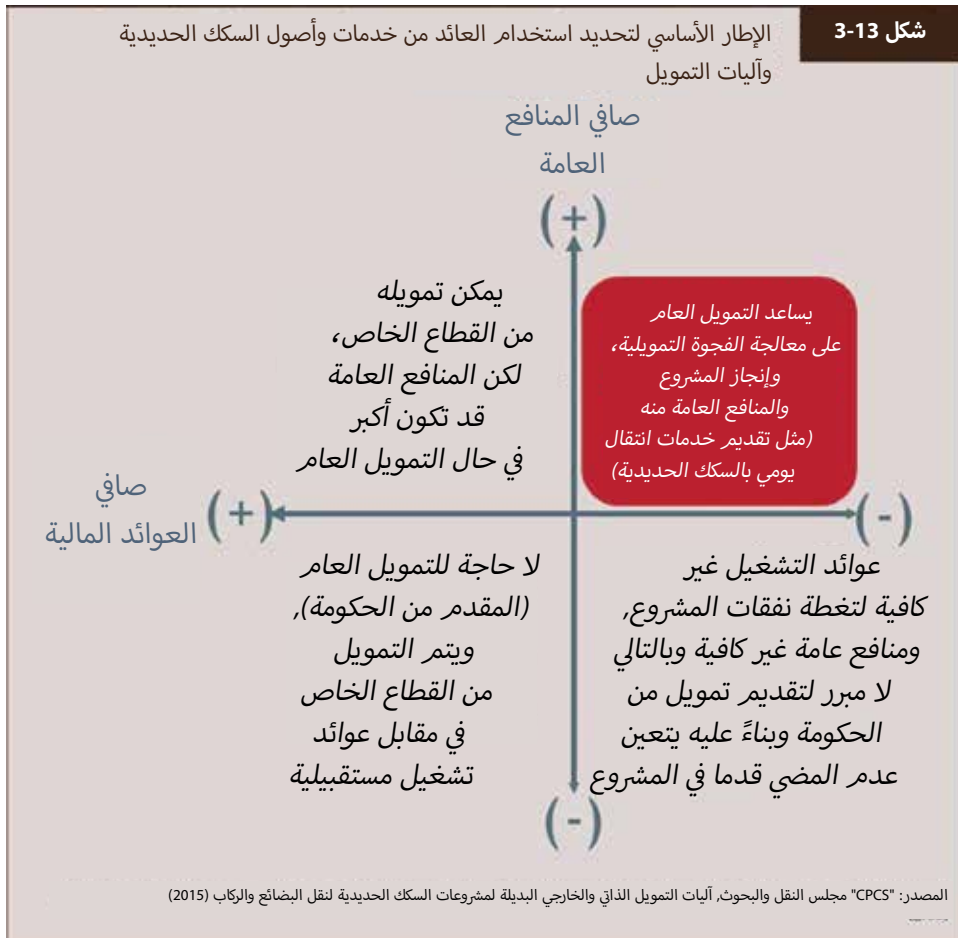 شكل 13-3
الإطار الأساسي لتحديد استخدام العائد من خدمات وأصول السكك الحديدية
وآليات التمويل
صافي المنافع
العامة
(+)
يساعد التمويل العام
على معالجة الفجوة التمويلية،
وإنجاز المشروع
والمنافع العامة منه
(مثل تقديم خدمات انتقال
يومي بالسكك الحديدية)
يمكن تمويله
من القطاع الخاص،
لكن المنافع العامة
قد تكون أكبر
في حال التمويل العام
(-)
(+)
صافي
العوائد المالية
عوائد التشغيل غير
كافية لتغطة نفقات المشروع,
ومنافع عامة غير كافية وبالتالي
لا مبرر لتقديم تمويل من
الحكومة وبناءً عليه يتعين
عدم المضي قدما في المشروع
لا حاجة للتمويل العام
(المقدم من الحكومة),
ويتم التمويل
من القطاع الخاص
في مقابل عوائد
تشغيل مستقبيلية
(-)
المصدر: "CPCS" مجلس النقل والبحوث, آليات التمويل الذاتي والخارجي البديلة لمشروعات السكك الحديدية لنقل البضائع والركاب (2015)